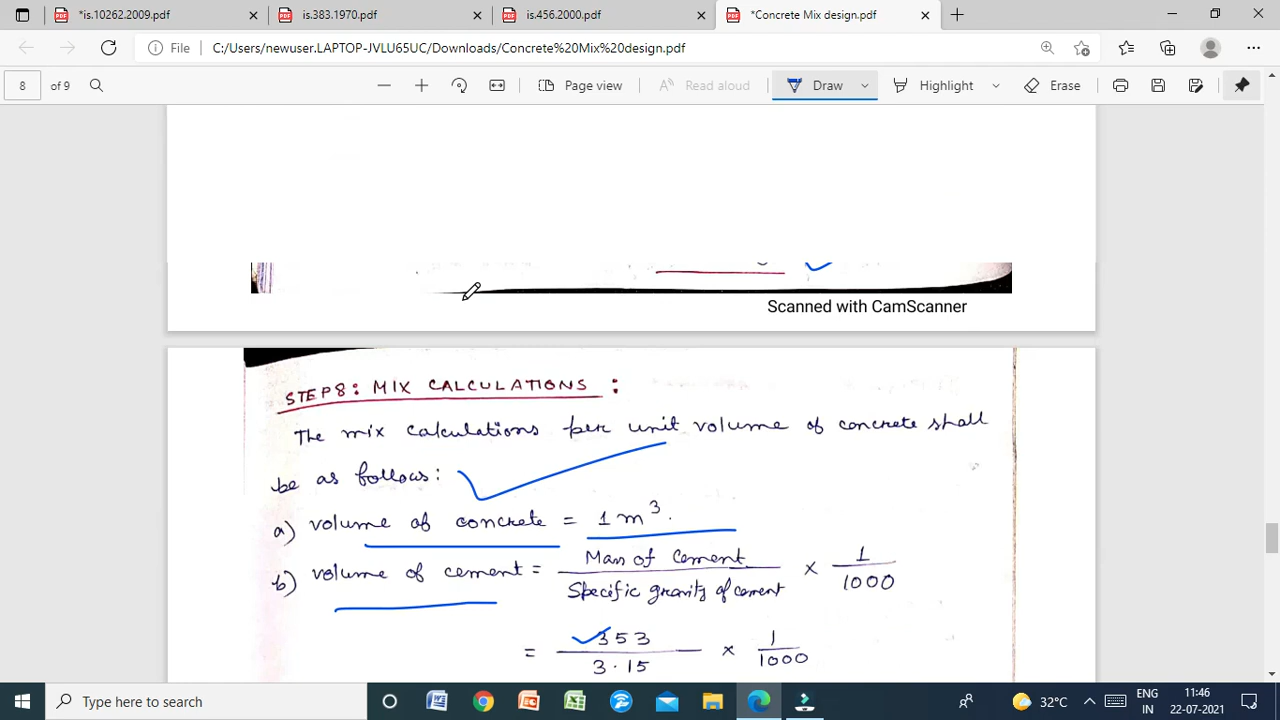 *is.10262.2009.pdf
is.383.1970.pdf
is.456.2000.pdf
*Concrete Mix design.pdf
File
C:/Users/newuser.LAPTOP-JVLU65UC/Downloads/Concrete%20Mix%20design.pdf
8 of 9
Page view
Read aloud
Draw
Highlight
Erase
Scanned with CamScanner
STEP8: MIX CALCULATIONS :
The mix calculations per unit volume of concrete shall
be as follows:
a) volume of concrete = 1 m³.
b) volume of cement = Mass of cement / Specific gravity of cement × 1/1000
= 353 / 3.15 × 1/1000
Type here to search
32°C
ENG
IN
11:46
22-07-2021